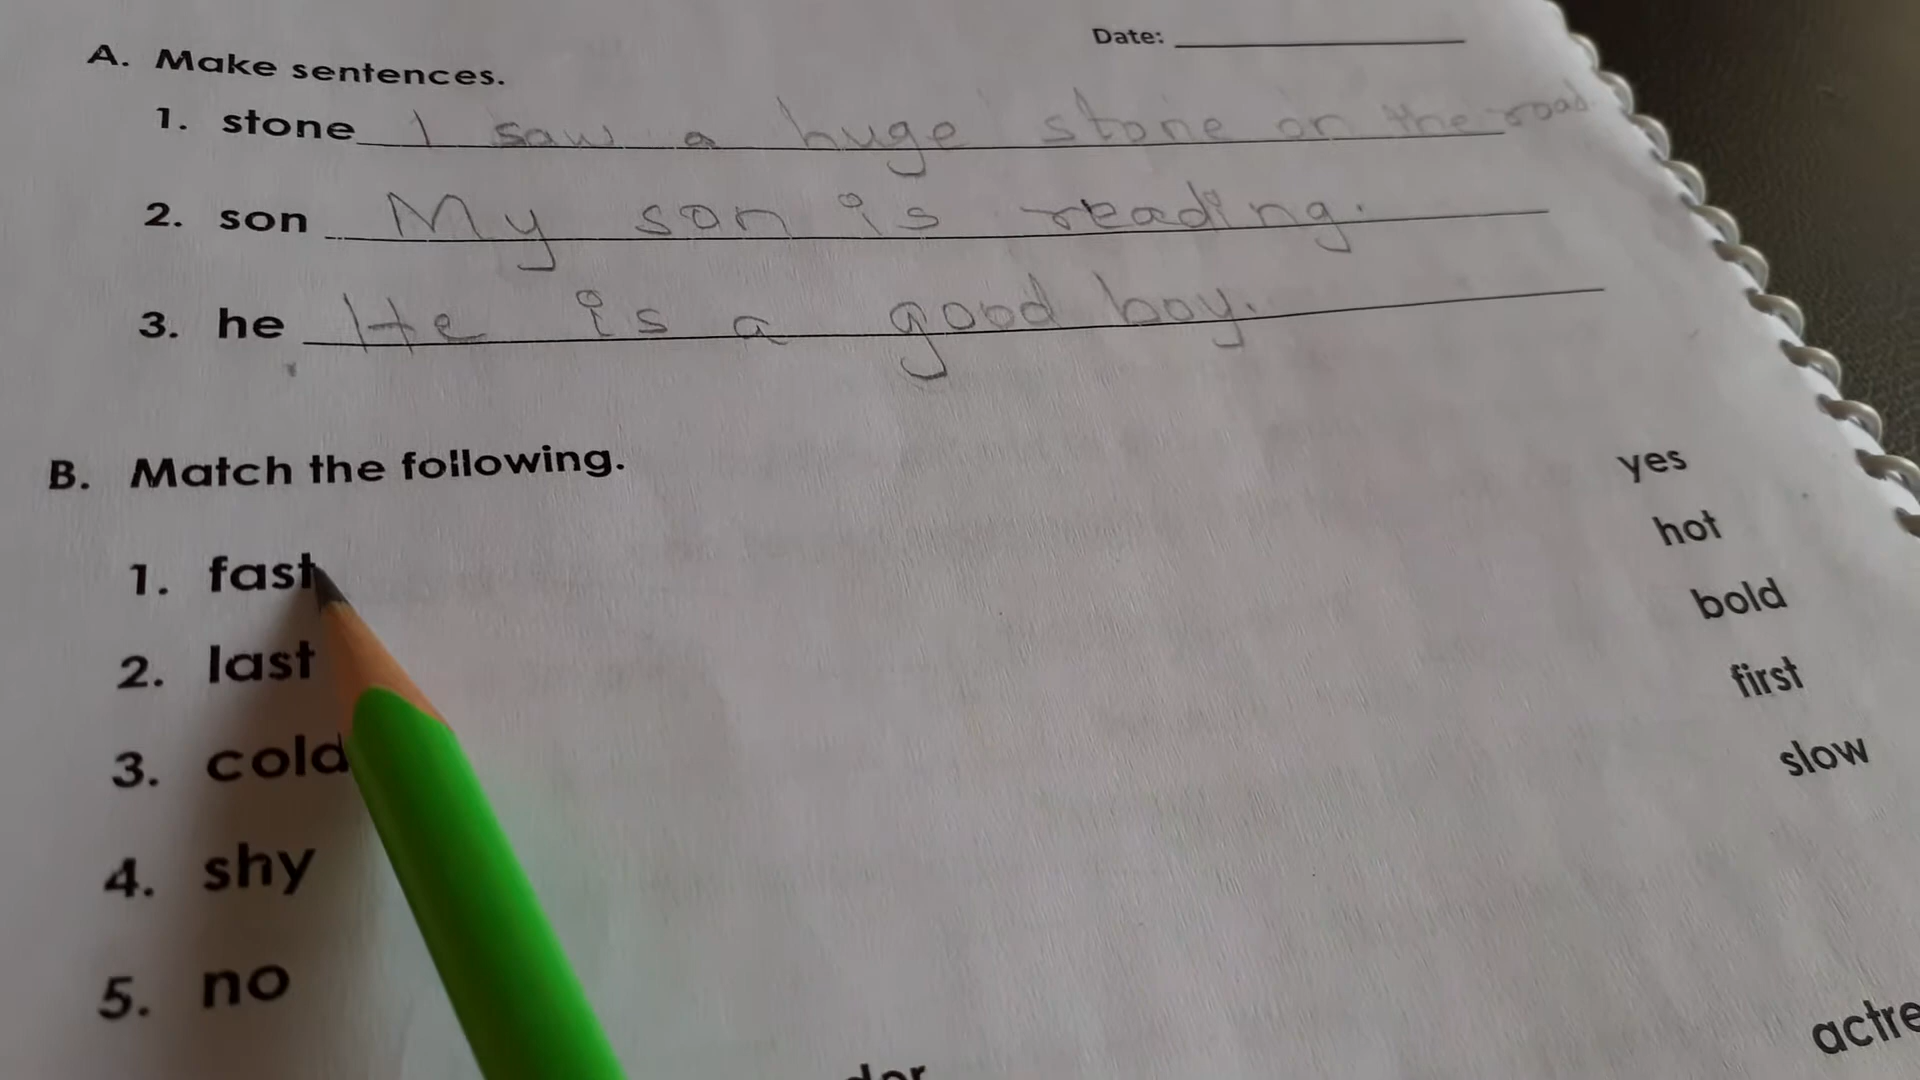 Date:
A. Make sentences.
1. stone I saw a huge stone on the road
2. son My son is reading.
3. he He is a good boy.
B. Match the following.
yes
hot
1. fast
bold
2. last
first
3. cold
slow
4. shy
5. no
actre